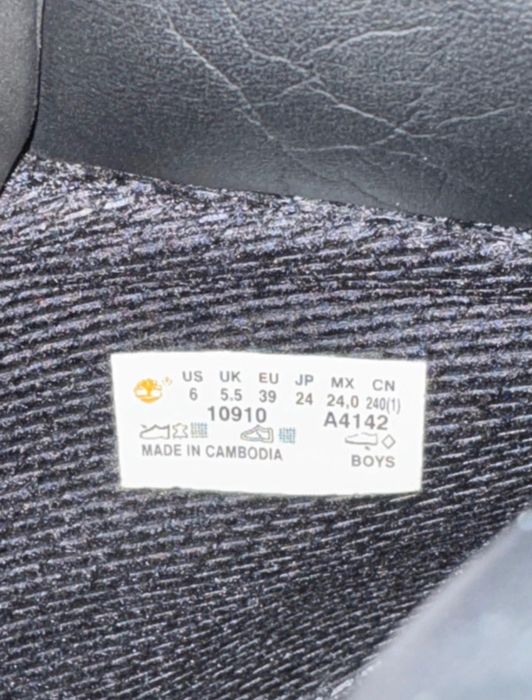 US UK EU JP MX CN
6 5.5 39 24 24,0 240(1)
10910 A4142
MADE IN CAMBODIA
BOYS